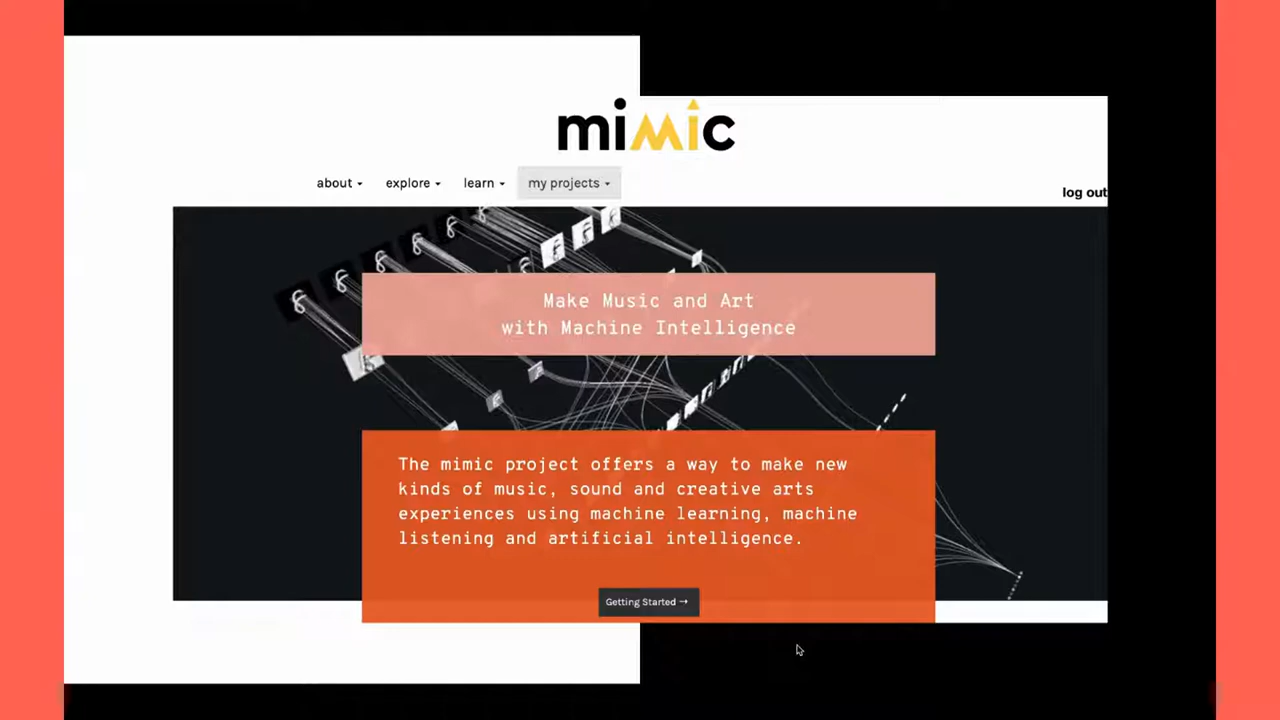 mimic
about explore learn my projects
log out
Make Music and Art
with Machine Intelligence
The mimic project offers a way to make new
kinds of music, sound and creative arts
experiences using machine learning, machine
listening and artificial intelligence.
Getting Started →